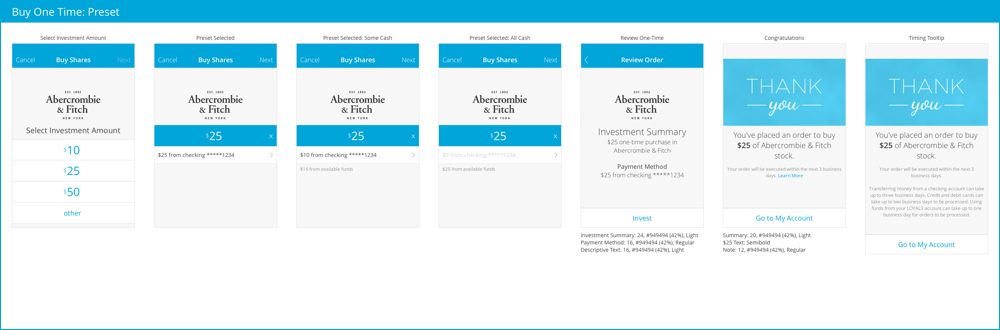 Buy One Time: Preset
Select Investment Amount
Cancel Buy Shares Next
EST. 1892
Abercrombie
& Fitch
NEW YORK
Select Investment Amount
$10
$25
$50
other
Preset Selected
Cancel Buy Shares Next
EST. 1892
Abercrombie
& Fitch
NEW YORK
$25 x
$25 from checking *****1234
Preset Selected: Some Cash
Cancel Buy Shares Next
EST. 1892
Abercrombie
& Fitch
NEW YORK
$25 x
$10 from checking *****1234
$15 from available funds
Preset Selected: All Cash
Cancel Buy Shares Next
EST. 1892
Abercrombie
& Fitch
NEW YORK
$25 x
$0 from checking *****1234
$25 from available funds
Review One-Time
Review Order
EST. 1892
Abercrombie
& Fitch
NEW YORK
Investment Summary
$25 one-time purchase in
Abercrombie & Fitch
Payment Method
$25 from checking *****1234
Invest
Investment Summary: 24, #949494 (42%), Light
Payment Method: 16, #949494 (42%), Regular
Descriptive Text: 16, #949494 (42%), Light
Congratulations
THANK
you
You've placed an order to buy
$25 of Abercrombie & Fitch
stock.
Your order will be executed within the next 3 business
days. Learn More
Go to My Account
Summary: 20, #949494 (42%), Light
$25 Text: Semibold
Note: 12, #949494 (42%), Regular
Timing Tooltip
THANK
you
You've placed an order to buy
$25 of Abercrombie & Fitch
stock.
Your order will be executed within the next 3
business days
Transferring money from a checking account can take
up to three business days. Credit and debit cards can
take up to two business days to be processed. Using
funds from your LOYAL3 account can take up to one
business day for orders to be processed.
Go to My Account